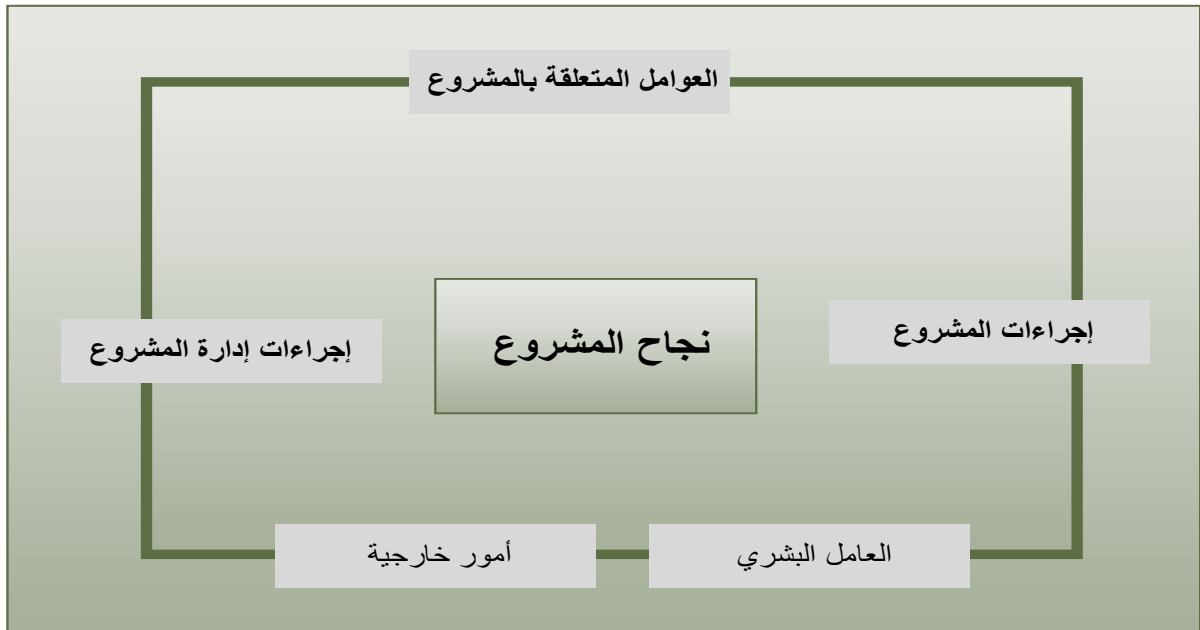 العوامل المتعلقة بالمشروع
إجراءات المشروع
نجاح المشروع
إجراءات إدارة المشروع
العامل البشري
أمور خارجية